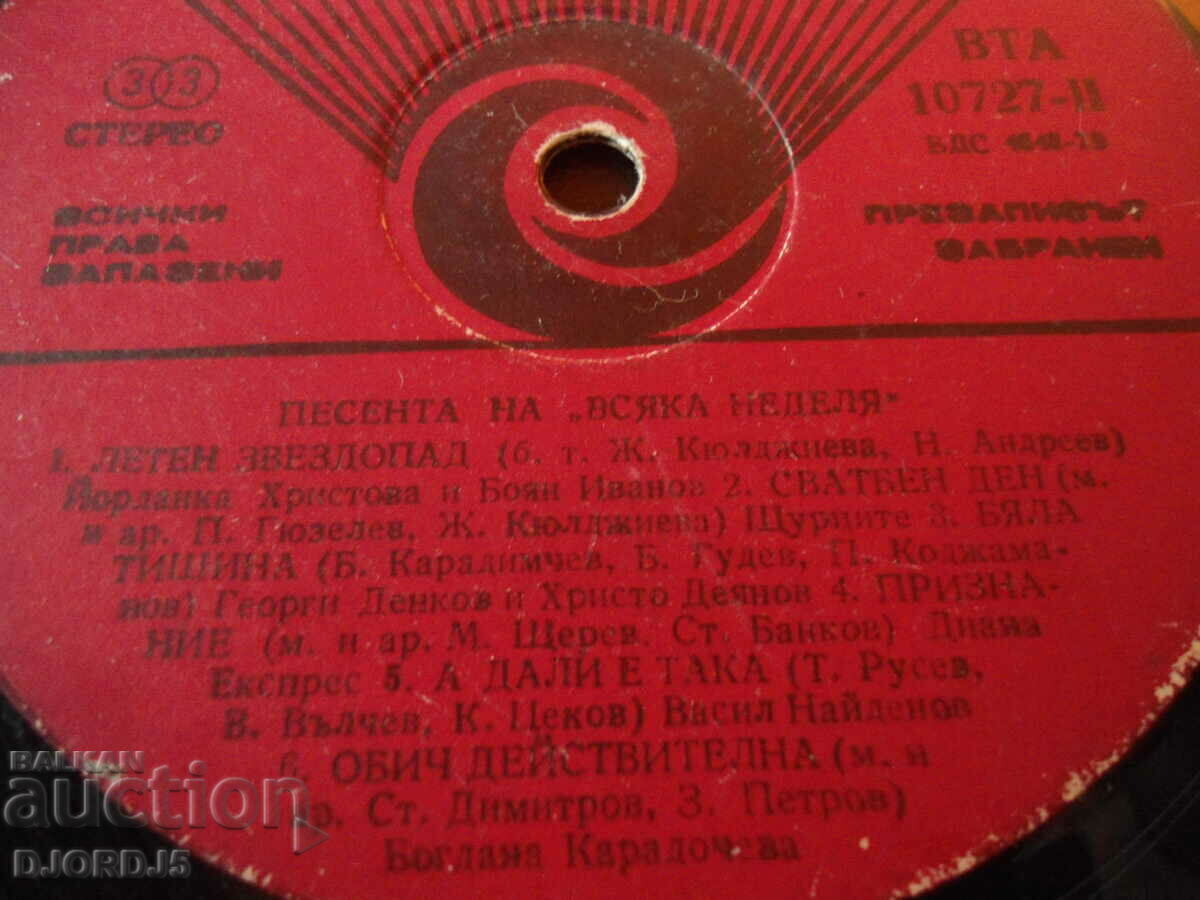 33
СТЕРЕО
ВСИЧКИ
ПРАВА
ЗАПАЗЕНИ
ВТА
10727-II
БДС
ПРЕЗАПИСЪТ
ЗАБРАНЕН
ПЕСЕНТА НА „ВСЯКА НЕДЕЛЯ"
1. ЛЕТЕН ЗВЕЗДОПАД (б. т. Ж. Кюлджиева, Н. Андреев)
Йорданка Христова и Боян Иванов 2. СВАТБЕН ДЕН (м.
и ар. П. Гюзелев, Ж. Кюлджиева) Щурците 3. БЯЛА
ТИШИНА (Б. Карадимчев, Б. Гудев, П. Коджама-
нов) Георги Денков и Христо Деянов 4. ПРИЗНА-
НИЕ (м. и ар. М. Щерев, Ст. Банков) Диана
Експрес 5. А ДАЛИ Е ТАКА (Т. Русев,
В. Вълчев, К. Цеков) Васил Найденов
6. ОБИЧ ДЕЙСТВИТЕЛНА (м. и
ар. Ст. Димитров, З. Петров)
Богдана Карадочева
BALKAN
auction
DJORD_J5